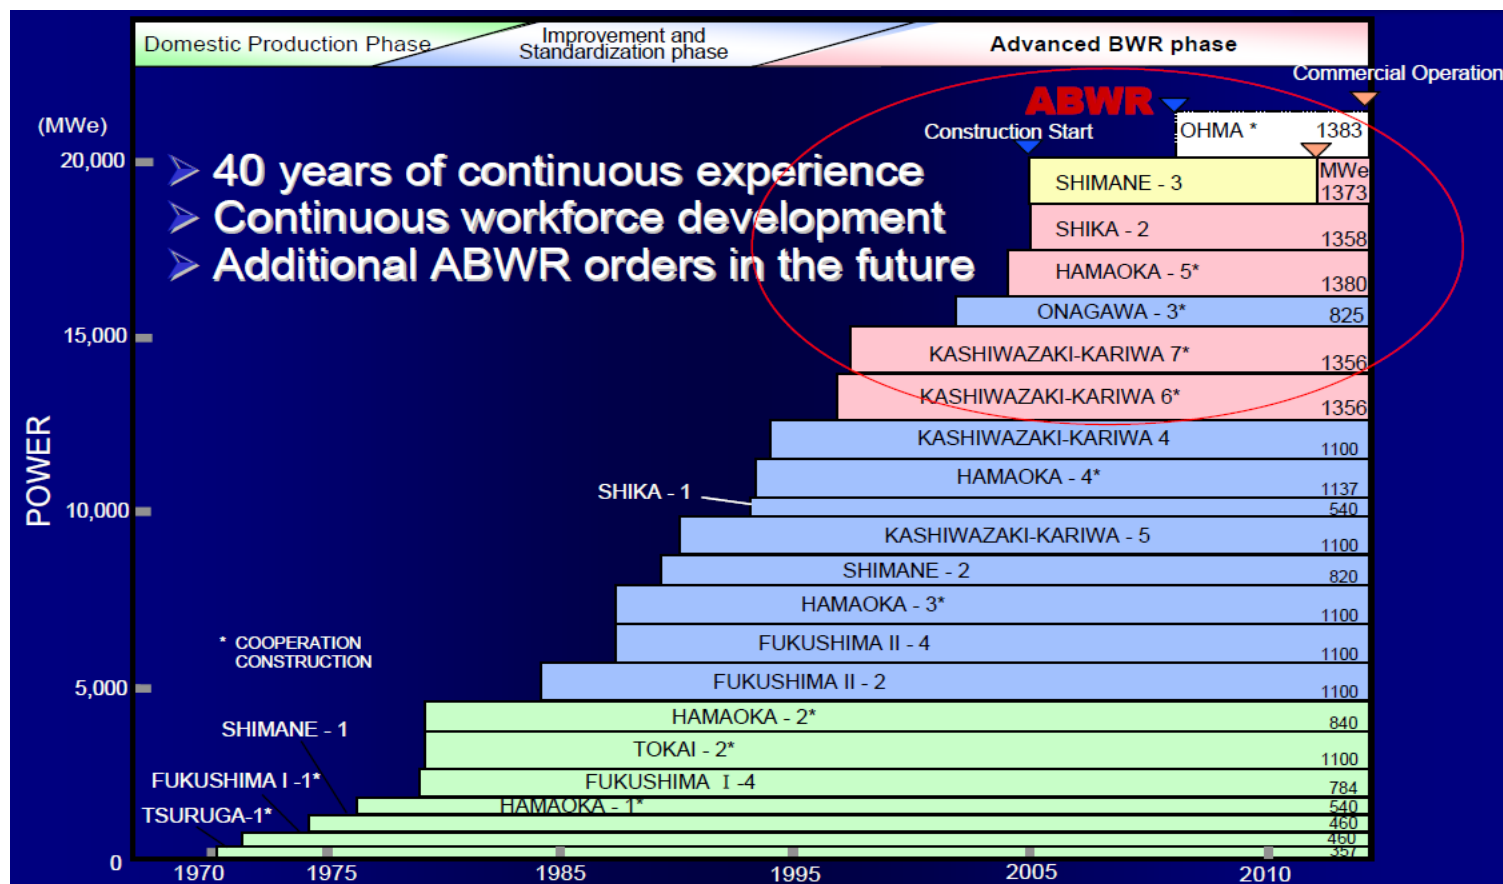 Domestic Production Phase
Improvement and
Standardization phase
Advanced BWR phase
Commercial Operation
ABWR
(MWe)
Construction Start
OHMA * 1383
20,000
40 years of continuous experience
MWe
SHIMANE - 3 1373
Continuous workforce development
SHIKA - 2 1358
Additional ABWR orders in the future
HAMAOKA - 5* 1380
ONAGAWA - 3* 825
15,000
KASHIWAZAKI-KARIWA 7* 1356
KASHIWAZAKI-KARIWA 6* 1356
KASHIWAZAKI-KARIWA 4 1100
HAMAOKA - 4* 1137
SHIKA - 1 540
POWER
10,000
KASHIWAZAKI-KARIWA - 5 1100
SHIMANE - 2 820
HAMAOKA - 3* 1100
* COOPERATION
CONSTRUCTION
FUKUSHIMA II - 4 1100
5,000
FUKUSHIMA II - 2 1100
HAMAOKA - 2* 840
SHIMANE - 1
TOKAI - 2* 1100
FUKUSHIMA I -1*
FUKUSHIMA I -4 784
HAMAOKA - 1* 540
TSURUGA-1*
460
460
357
0
1970 1975 1985 1995 2005 2010